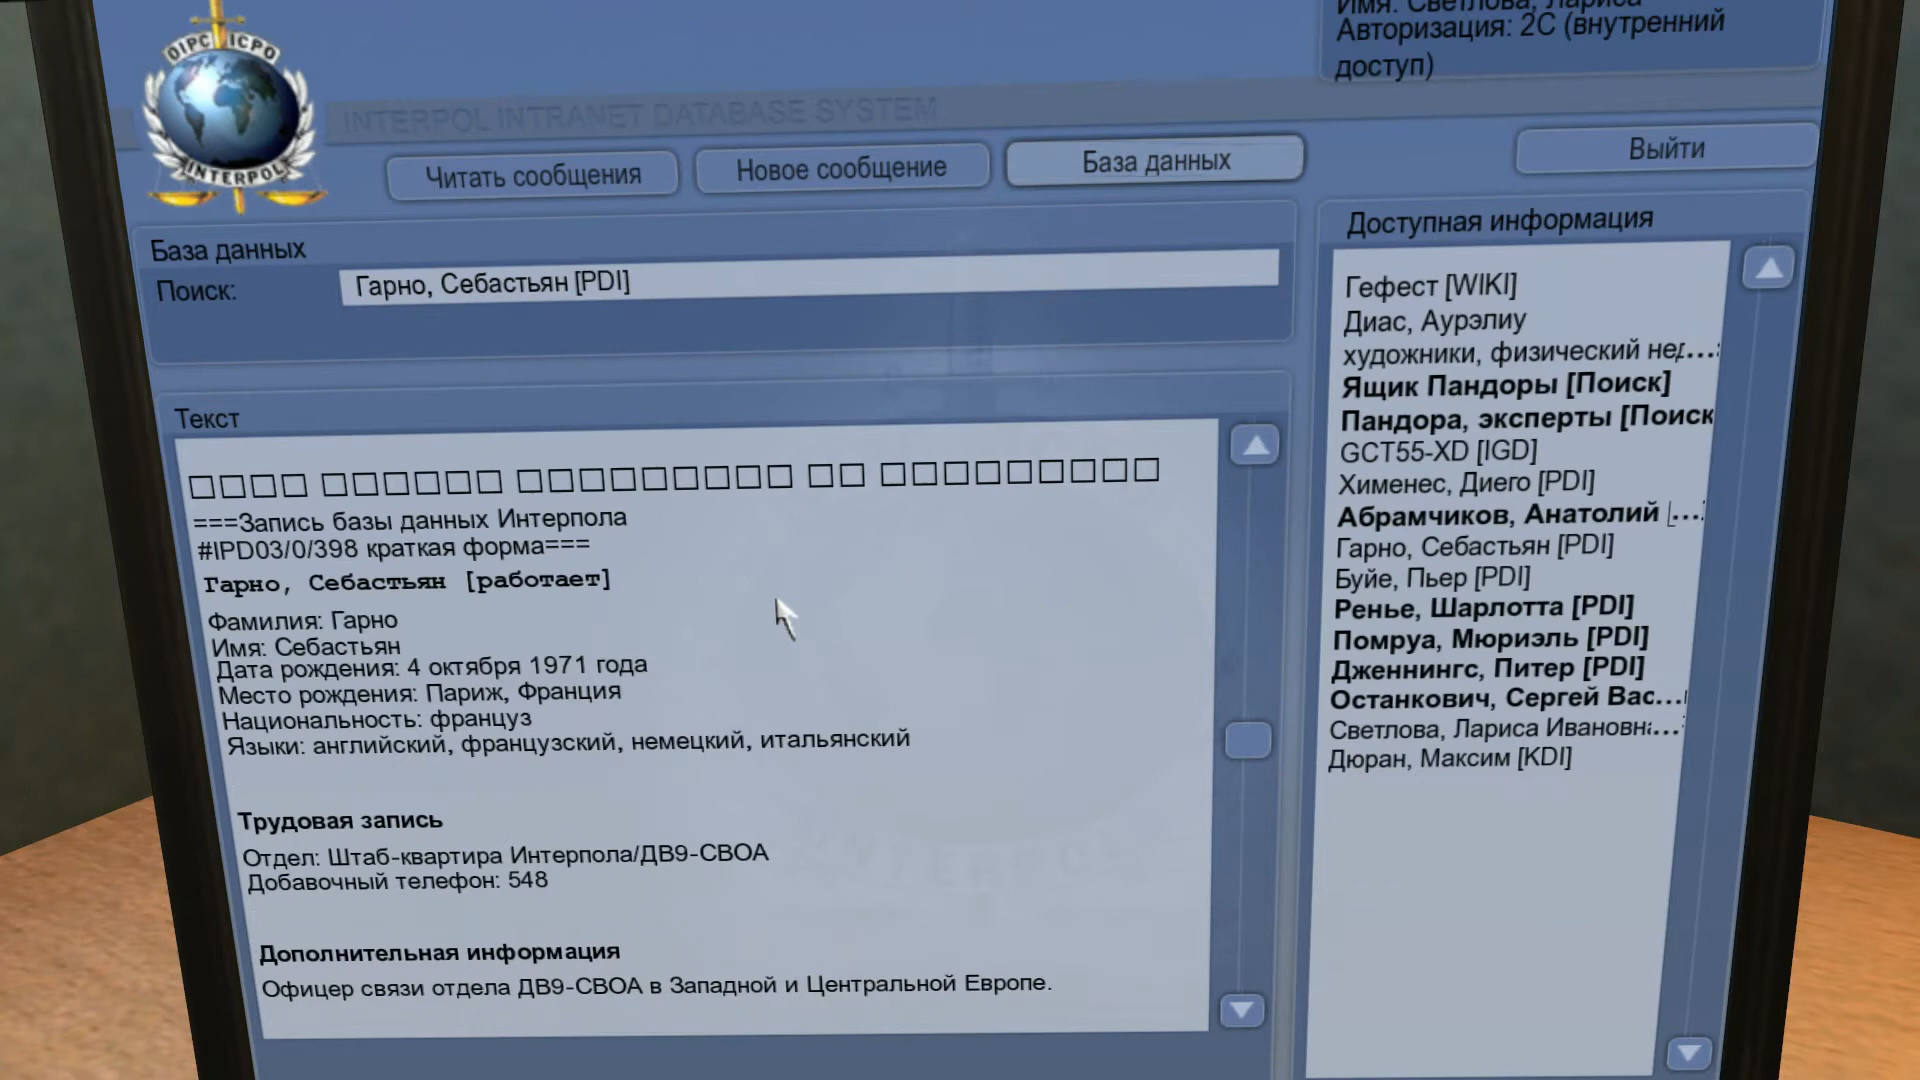 Имя: Светлова, Лариса
Авторизация: 2C (внутренний
доступ)
OIPC ICPO
INTERPOL
INTERPOL INTRANET DATABASE SYSTEM
Читать сообщения
Новое сообщение
База данных
Выйти
База данных
Поиск:
Гарно, Себастьян [PDI]
Текст
□□□□ □□□□□□ □□□□□□□□□ □□ □□□□□□□□□
===Запись базы данных Интерпола
#IPD03/0/398 краткая форма===
Гарно, Себастьян [работает]
Фамилия: Гарно
Имя: Себастьян
Дата рождения: 4 октября 1971 года
Место рождения: Париж, Франция
Национальность: француз
Языки: английский, французский, немецкий, итальянский
Трудовая запись
Отдел: Штаб-квартира Интерпола/ДВ9-СВОА
Добавочный телефон: 548
Дополнительная информация
Офицер связи отдела ДВ9-СВОА в Западной и Центральной Европе.
Доступная информация
Гефест [WIKI]
Диас, Аурэлиу
художники, физический нед...
Ящик Пандоры [Поиск]
Пандора, эксперты [Поиск
GCT55-XD [IGD]
Хименес, Диего [PDI]
Абрамчиков, Анатолий [...
Гарно, Себастьян [PDI]
Буйе, Пьер [PDI]
Ренье, Шарлотта [PDI]
Помруа, Мюриэль [PDI]
Дженнингс, Питер [PDI]
Останкович, Сергей Вас...
Светлова, Лариса Ивановна...
Дюран, Максим [KDI]